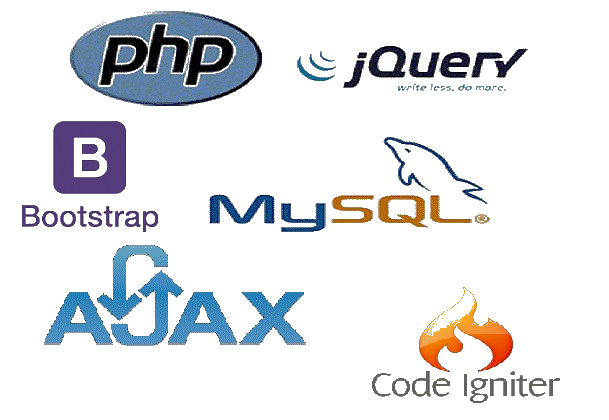 php
jQuery
write less, do more.
B
Bootstrap
MySQL®
AJAX
Code Igniter